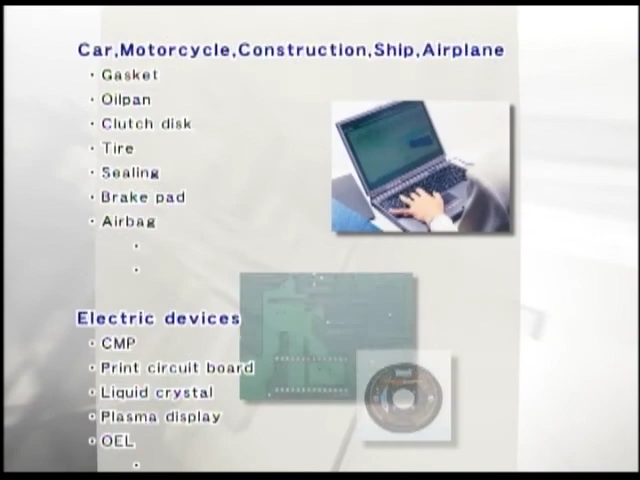 Car,Motorcycle,Construction,Ship,Airplane
・Gasket
・Oilpan
・Clutch disk
・Tire
・Sealing
・Brake pad
・Airbag
・
・
Electric devices
・CMP
・Print circuit board
・Liquid crystal
・Plasma display
・OEL
・